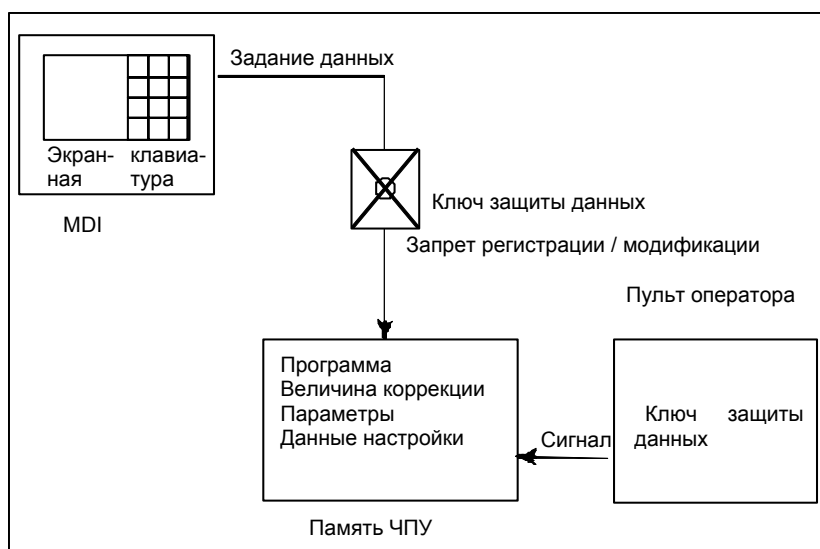 Задание данных
Экран- клавиа-
ная тура
MDI
Ключ защиты данных
Запрет регистрации / модификации
Пульт оператора
Программа
Величина коррекции
Параметры
Данные настройки
Сигнал
Ключ защиты
данных
Память ЧПУ